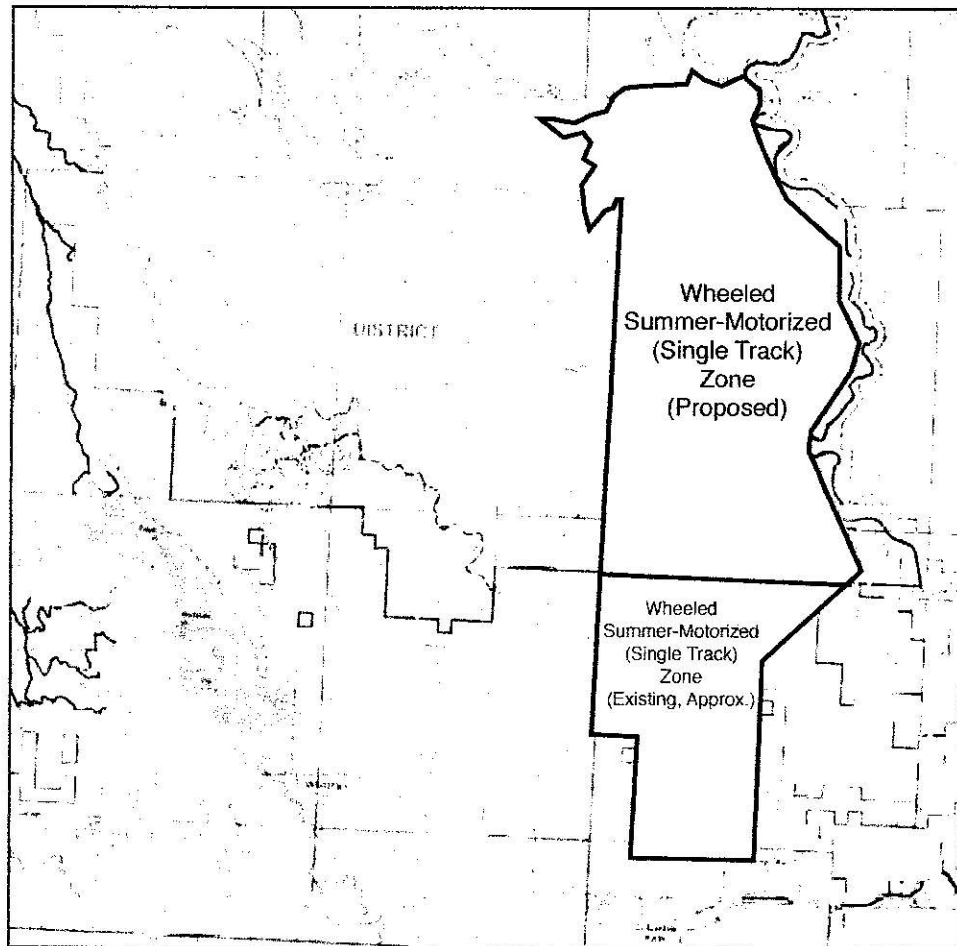 DISTRICT
Wheeled
Summer-Motorized
(Single Track)
Zone
(Proposed)
Wheeled
Summer-Motorized
(Single Track)
Zone
(Existing, Approx.)